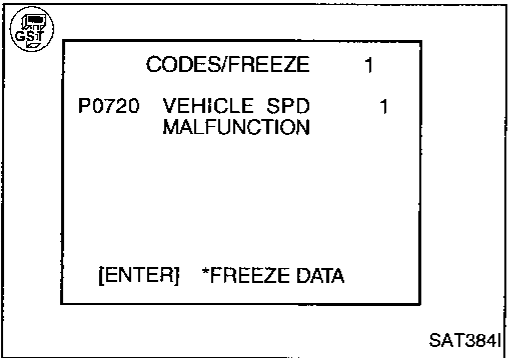 GST
CODES/FREEZE 1
P0720 VEHICLE SPD 1
MALFUNCTION
[ENTER] *FREEZE DATA
SAT384I